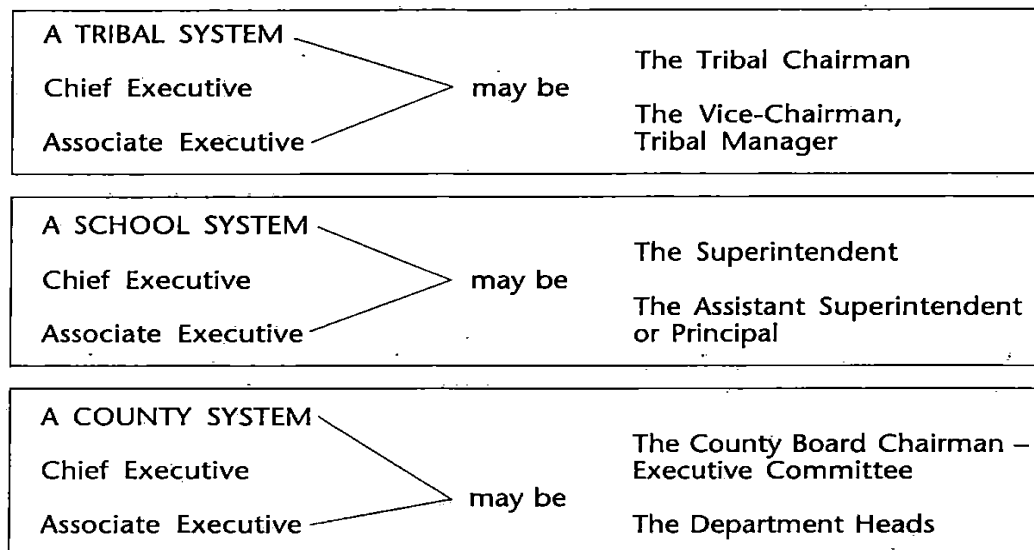 A TRIBAL SYSTEM
Chief Executive
Associate Executive
may be
The Tribal Chairman
The Vice-Chairman,
Tribal Manager
A SCHOOL SYSTEM
Chief Executive
Associate Executive
may be
The Superintendent
The Assistant Superintendent
or Principal
A COUNTY SYSTEM
Chief Executive
Associate Executive
may be
The County Board Chairman –
Executive Committee
The Department Heads